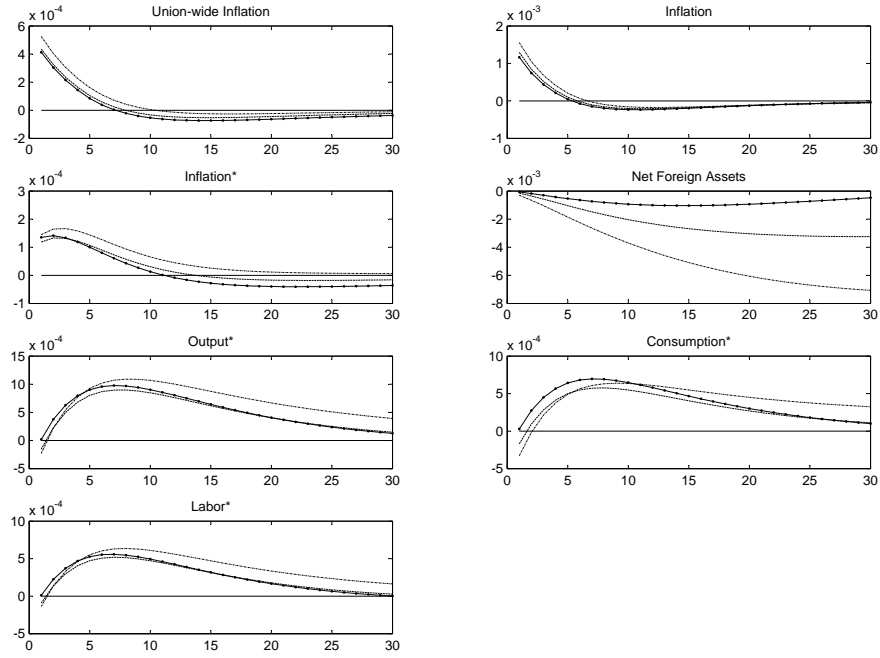 Union-wide Inflation
x 10⁻⁴
6
4
2
0
-2
0 5 10 15 20 25 30
Inflation
x 10⁻³
2
1
0
-1
0 5 10 15 20 25 30
Inflation*
x 10⁻⁴
3
2
1
0
-1
0 5 10 15 20 25 30
Net Foreign Assets
x 10⁻³
0
-2
-4
-6
-8
0 5 10 15 20 25 30
Output*
x 10⁻⁴
15
10
5
0
-5
0 5 10 15 20 25 30
Consumption*
x 10⁻⁴
10
5
0
-5
0 5 10 15 20 25 30
Labor*
x 10⁻⁴
10
5
0
-5
0 5 10 15 20 25 30